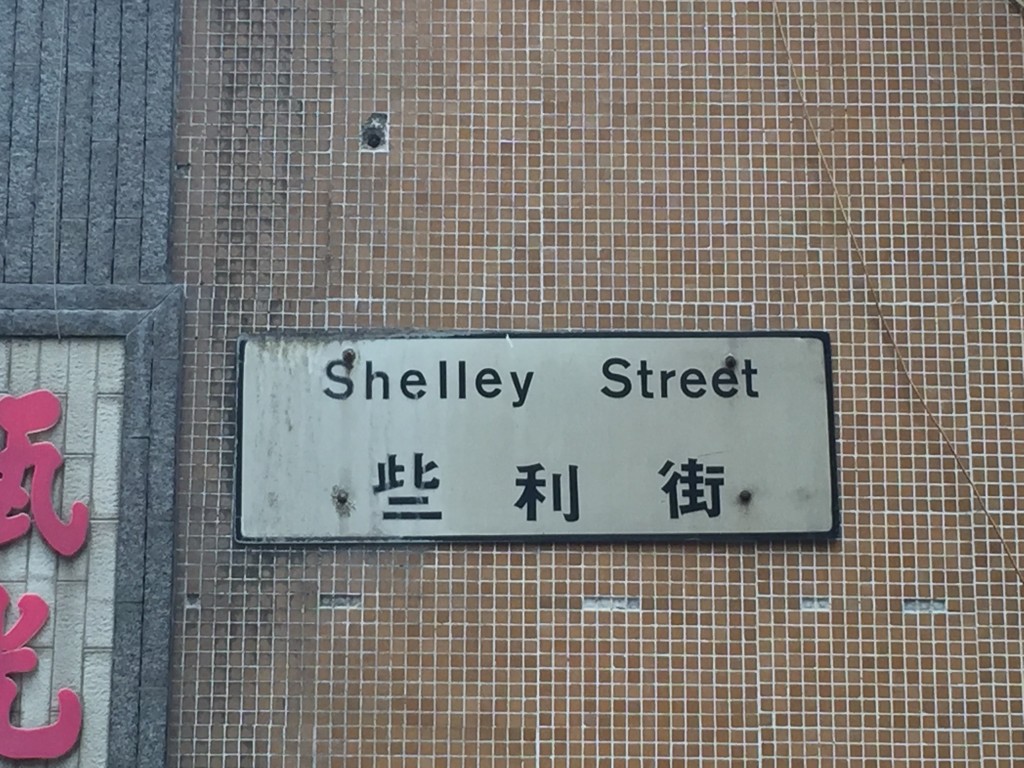 Shelley Street
些利街